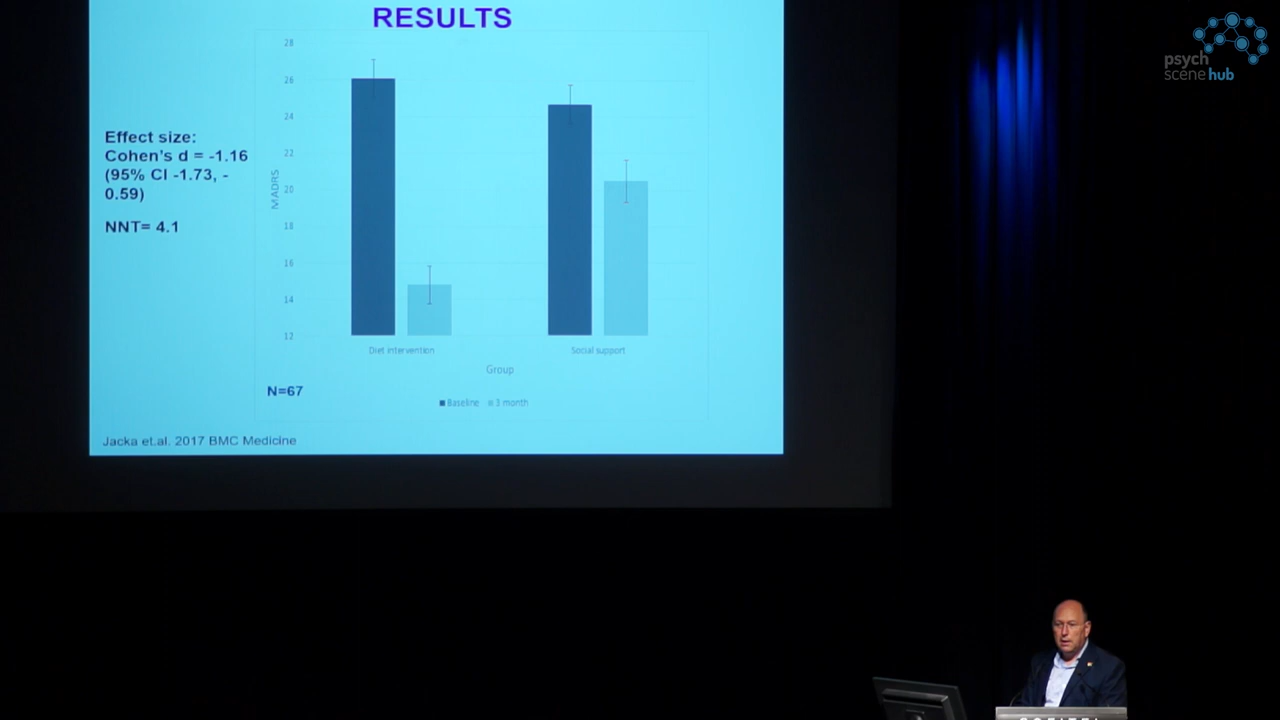 RESULTS
psych
scene hub
28
26
24
22
20
18
16
14
12
MADRS
Effect size:
Cohen's d = -1.16
(95% CI -1.73, -
0.59)
NNT= 4.1
Diet intervention
Social support
Group
N=67
Baseline
3 month
Jacka et.al. 2017 BMC Medicine